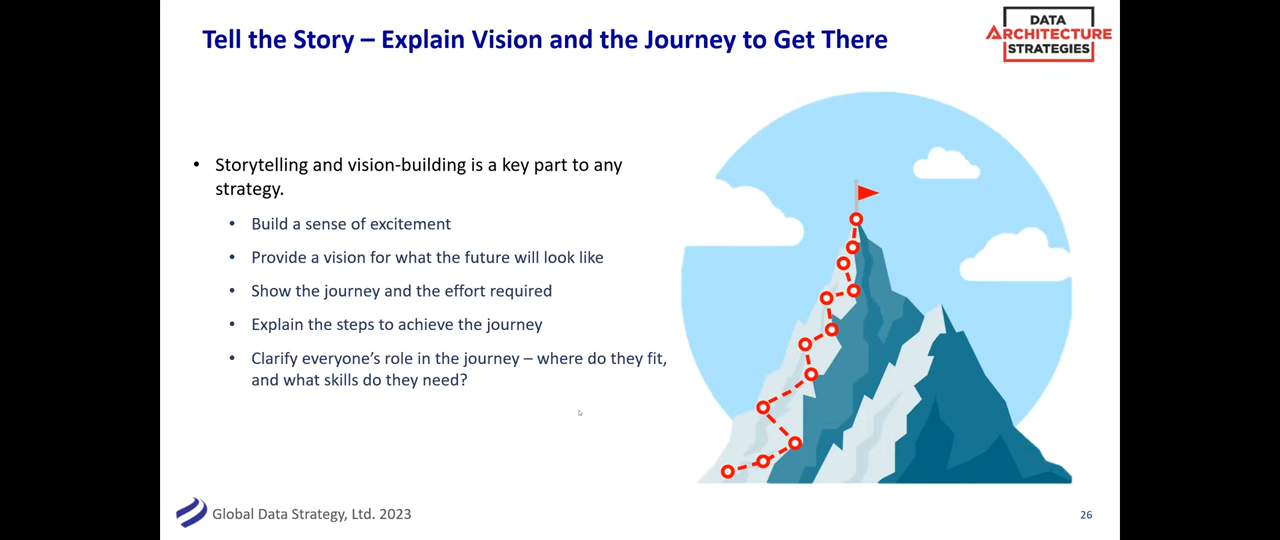 Tell the Story – Explain Vision and the Journey to Get There
DATA
ARCHITECTURE
STRATEGIES
• Storytelling and vision-building is a key part to any
strategy.
• Build a sense of excitement
• Provide a vision for what the future will look like
• Show the journey and the effort required
• Explain the steps to achieve the journey
• Clarify everyone’s role in the journey – where do they fit,
and what skills do they need?
Global Data Strategy, Ltd. 2023
26